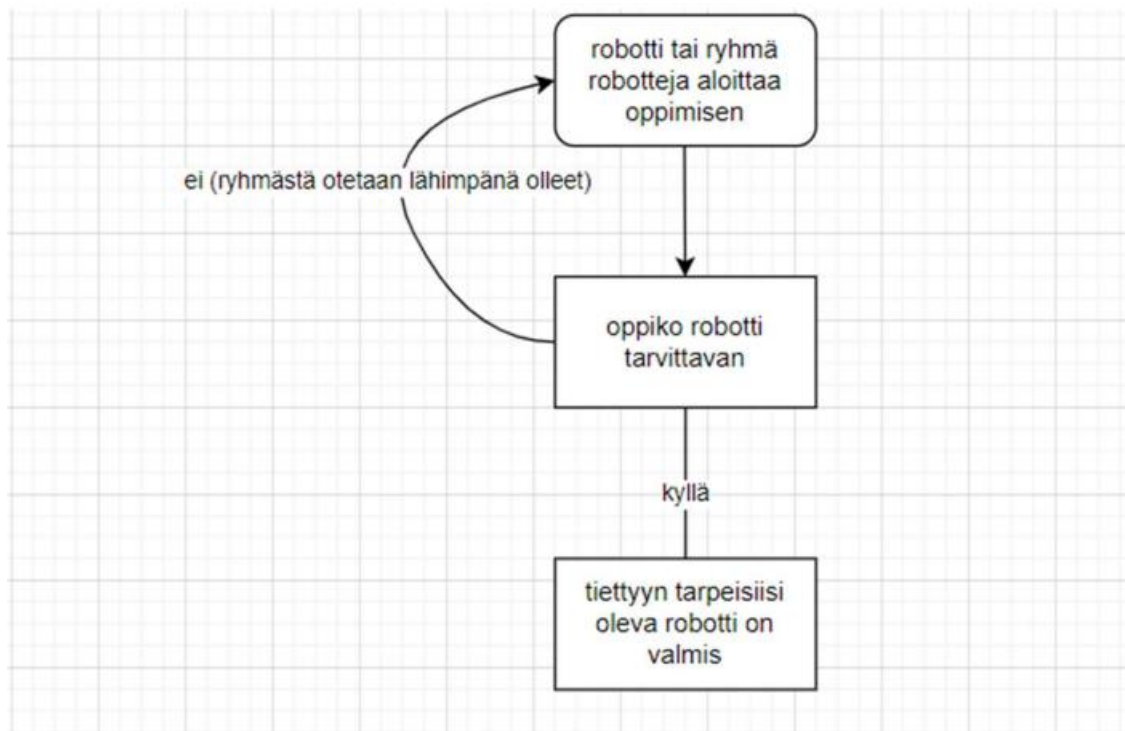 robotti tai ryhmä
robotteja aloittaa
oppimisen
ei (ryhmästä otetaan lähimpänä olleet)
oppiko robotti
tarvittavan
kyllä
tiettyyn tarpeisiisi
oleva robotti on
valmis